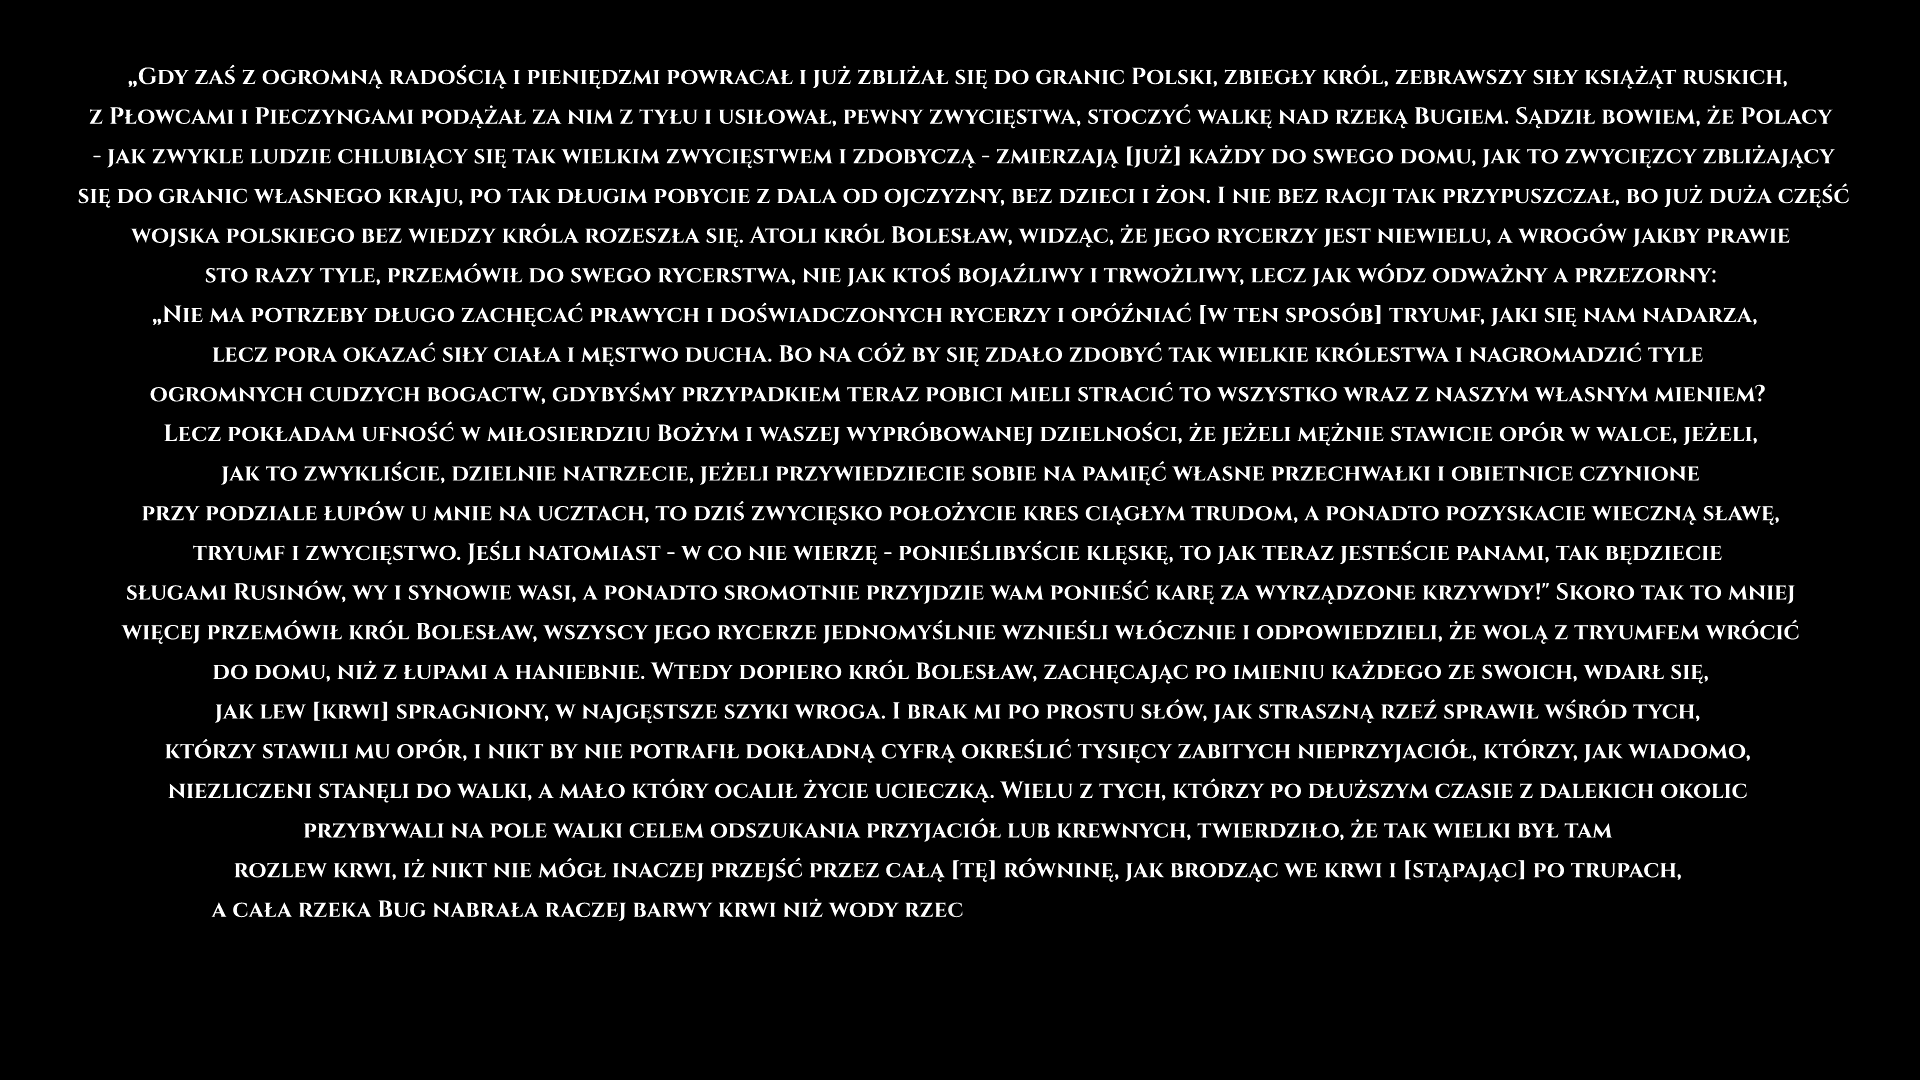 „Gdy zaś z ogromną radością i pieniędzmi powracał i już zbliżał się do granic Polski, zbiegły król, zebrawszy siły książąt ruskich,
z Płowcami i Pieczyngami podążał za nim z tyłu i usiłował, pewny zwycięstwa, stoczyć walkę nad rzeką Bugiem. Sądził bowiem, że Polacy
- jak zwykle ludzie chlubiący się tak wielkim zwycięstwem i zdobyczą - zmierzają [już] każdy do swego domu, jak to zwycięzcy zbliżający
się do granic własnego kraju, po tak długim pobycie z dala od ojczyzny, bez dzieci i żon. I nie bez racji tak przypuszczał, bo już duża część
wojska polskiego bez wiedzy króla rozeszła się. Atoli król Bolesław, widząc, że jego rycerzy jest niewielu, a wrogów jakby prawie
sto razy tyle, przemówił do swego rycerstwa, nie jak ktoś bojaźliwy i trwożliwy, lecz jak wódz odważny a przezorny:
„Nie ma potrzeby długo zachęcać prawych i doświadczonych rycerzy i opóźniać [w ten sposób] tryumf, jaki się nam nadarza,
lecz pora okazać siły ciała i męstwo ducha. Bo na cóż by się zdało zdobyć tak wielkie królestwa i nagromadzić tyle
ogromnych cudzych bogactw, gdybyśmy przypadkiem teraz pobici mieli stracić to wszystko wraz z naszym własnym mieniem?
Lecz pokładam ufność w miłosierdziu Bożym i waszej wypróbowanej dzielności, że jeżeli mężnie stawicie opór w walce, jeżeli,
jak to zwykliście, dzielnie natrzecie, jeżeli przywiedziecie sobie na pamięć własne przechwałki i obietnice czynione
przy podziale łupów u mnie na ucztach, to dziś zwycięsko położycie kres ciągłym trudom, a ponadto pozyskacie wieczną sławę,
tryumf i zwycięstwo. Jeśli natomiast - w co nie wierzę - ponieślibyście klęskę, to jak teraz jesteście panami, tak będziecie
sługami Rusinów, wy i synowie wasi, a ponadto sromotnie przyjdzie wam ponieść karę za wyrządzone krzywdy!" Skoro tak to mniej
więcej przemówił król Bolesław, wszyscy jego rycerze jednomyślnie wznieśli włócznie i odpowiedzieli, że wolą z tryumfem wrócić
do domu, niż z łupami a haniebnie. Wtedy dopiero król Bolesław, zachęcając po imieniu każdego ze swoich, wdarł się,
jak lew [krwi] spragniony, w najgęstsze szyki wroga. I brak mi po prostu słów, jak straszną rzeź sprawił wśród tych,
którzy stawili mu opór, i nikt by nie potrafił dokładną cyfrą określić tysięcy zabitych nieprzyjaciół, którzy, jak wiadomo,
niezliczeni stanęli do walki, a mało który ocalił życie ucieczką. Wielu z tych, którzy po dłuższym czasie z dalekich okolic
przybywali na pole walki celem odszukania przyjaciół lub krewnych, twierdziło, że tak wielki był tam
rozlew krwi, iż nikt nie mógł inaczej przejść przez całą [tę] równinę, jak brodząc we krwi i [stąpając] po trupach,
a cała rzeka Bug nabrała raczej barwy krwi niż wody rzec